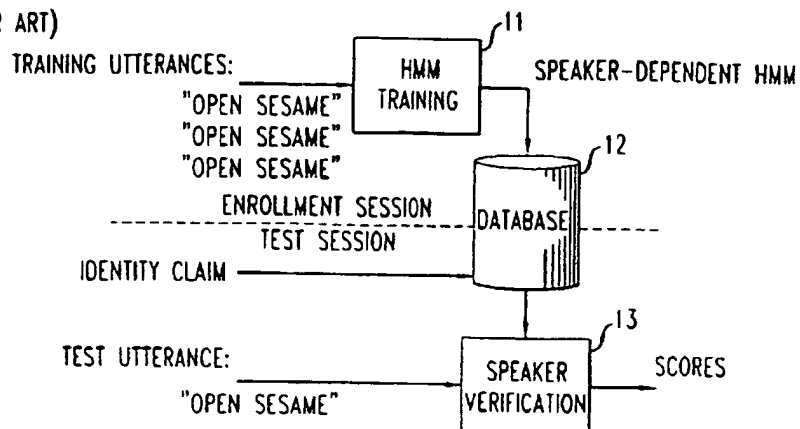 ART)
11
TRAINING UTTERANCES:
HMM TRAINING
SPEAKER-DEPENDENT HMM
"OPEN SESAME"
"OPEN SESAME"
"OPEN SESAME"
12
ENROLLMENT SESSION
DATABASE
TEST SESSION
IDENTITY CLAIM
13
TEST UTTERANCE:
SPEAKER
VERIFICATION
SCORES
"OPEN SESAME"